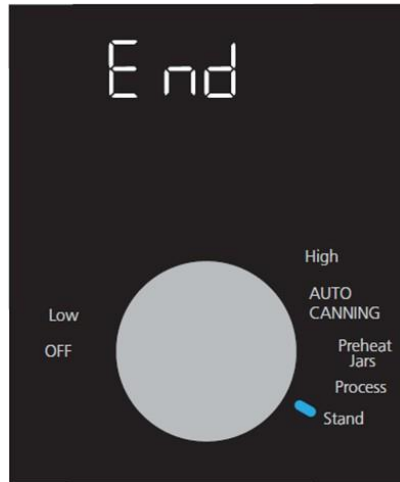 End
High
AUTO
CANNING
Low
OFF
Preheat
Jars
Process
Stand